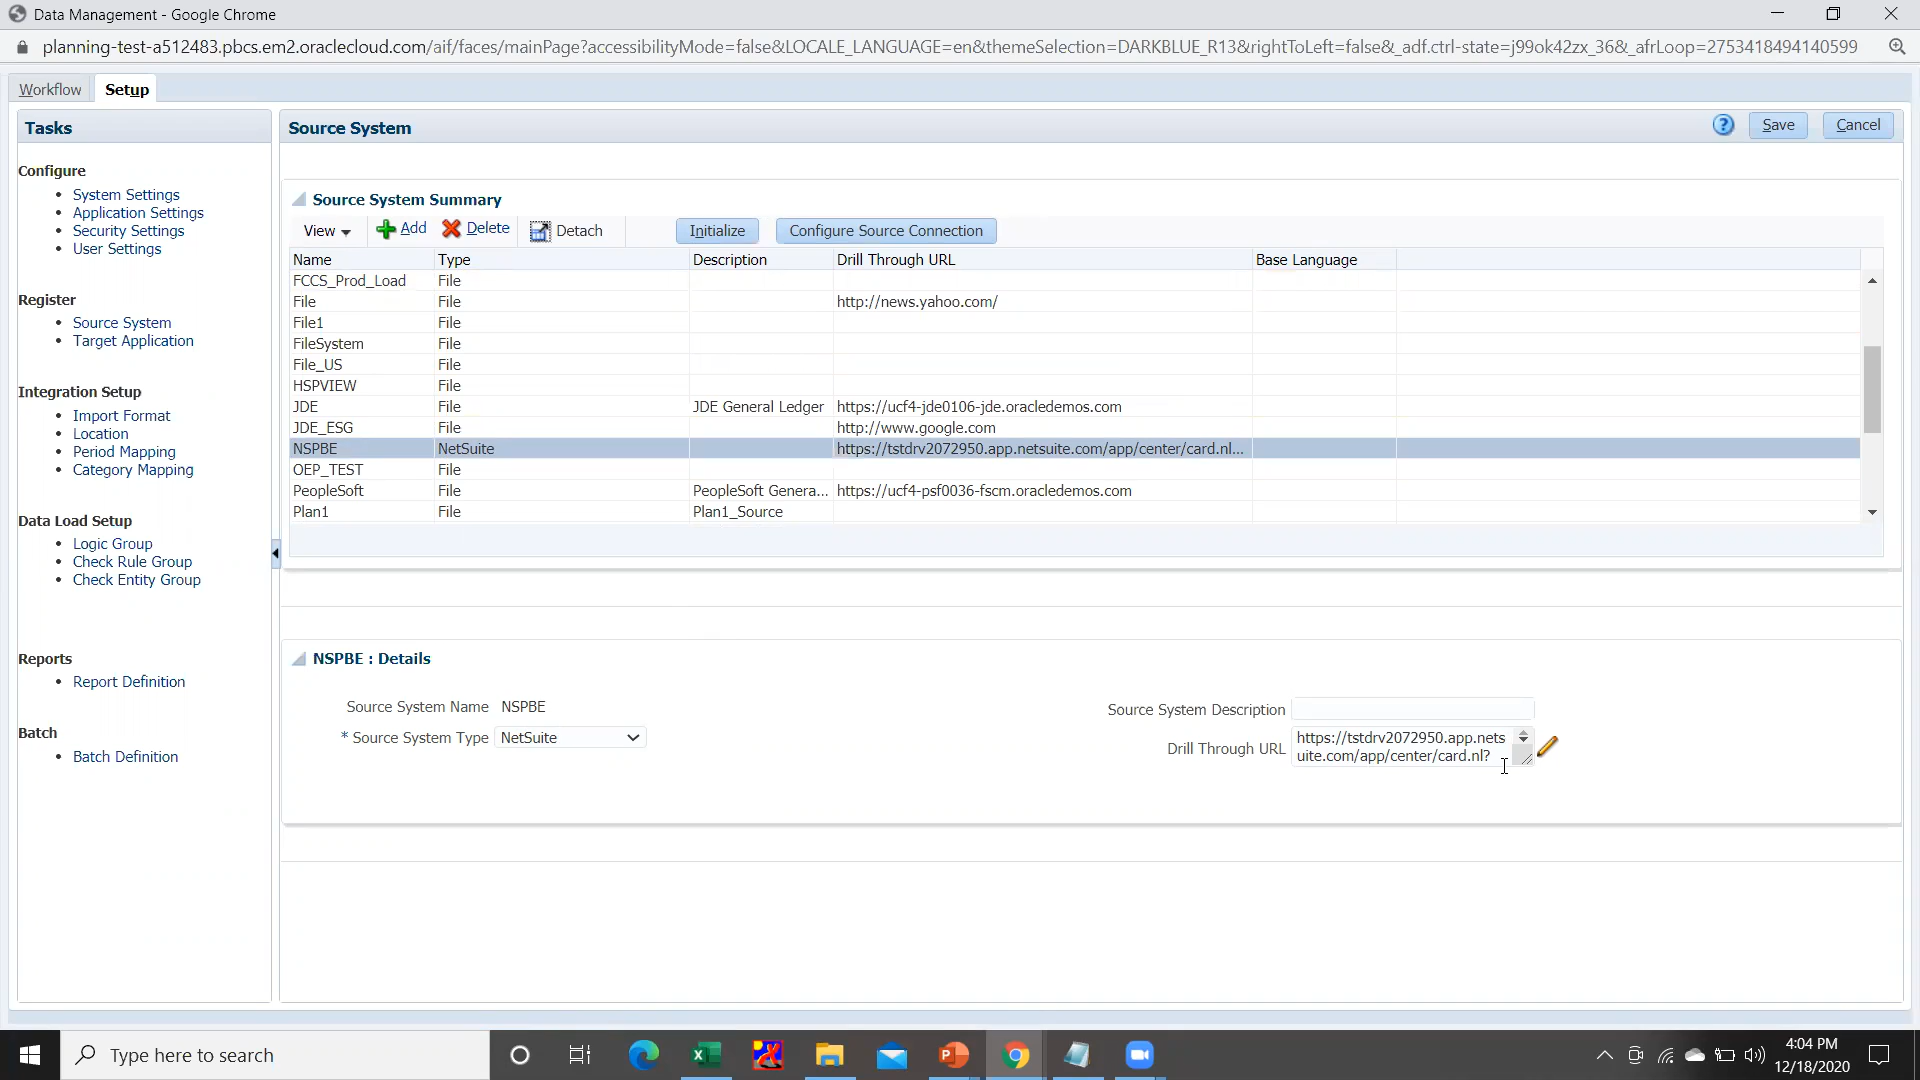 Data Management - Google Chrome
planning-test-a512483.pbcs.em2.oraclecloud.com/aif/faces/mainPage?accessibilityMode=false&LOCALE_LANGUAGE=en&themeSelection=DARKBLUE_R13&rightToLeft=false&_adf.ctrl-state=j99ok42zx_36&_afrLoop=2753418494140599
Workflow Setup
Tasks
Configure
System Settings
Application Settings
Security Settings
User Settings
Register
Source System
Target Application
Integration Setup
Import Format
Location
Period Mapping
Category Mapping
Data Load Setup
Logic Group
Check Rule Group
Check Entity Group
Reports
Report Definition
Batch
Batch Definition
Source System ? Save Cancel
Source System Summary
View Add Delete Detach Initialize Configure Source Connection
Name Type Description Drill Through URL Base Language
FCCS_Prod_Load File
File File http://news.yahoo.com/
File1 File
FileSystem File
File_US File
HSPVIEW File
JDE File JDE General Ledger https://ucf4-jde0106-jde.oracledemos.com
JDE_ESG File http://www.google.com
NSPBE NetSuite https://tstdrv2072950.app.netsuite.com/app/center/card.nl...
OEP_TEST File
PeopleSoft File PeopleSoft Genera... https://ucf4-psf0036-fscm.oracledemos.com
Plan1 File Plan1_Source
NSPBE : Details
Source System Name NSPBE
* Source System Type NetSuite
Source System Description
Drill Through URL https://tstdrv2072950.app.nets
uite.com/app/center/card.nl?
Type here to search
4:04 PM
12/18/2020